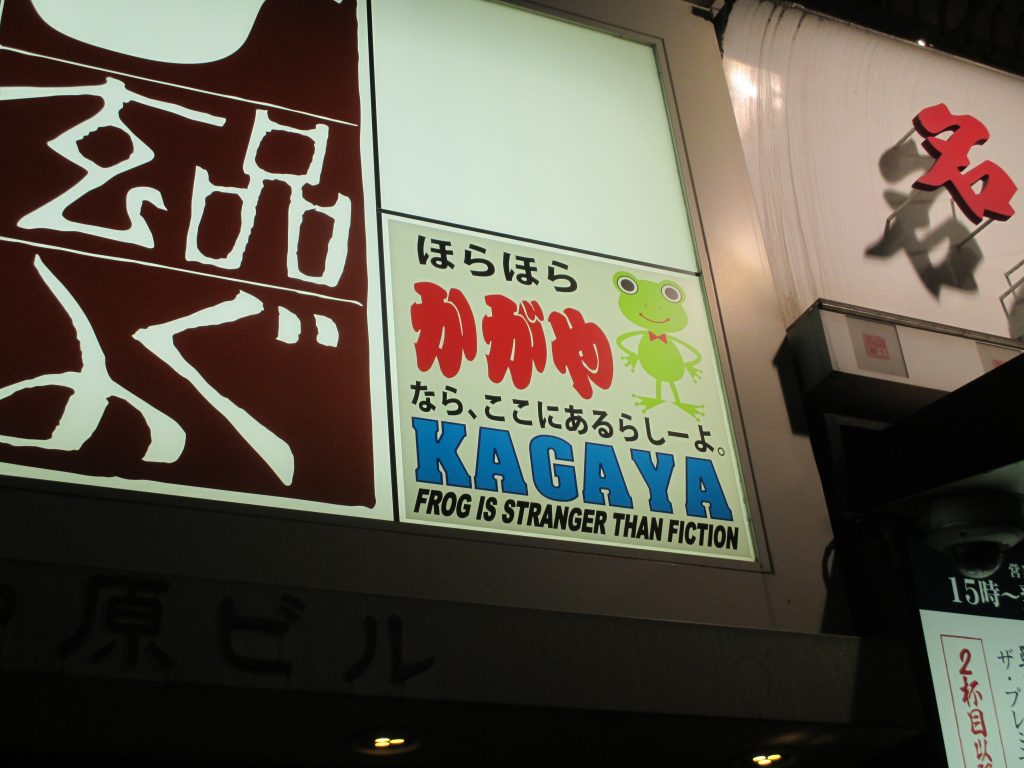 玄品
ふぐ
ほらほら
かがや
なら、ここにあるらしーよ。
KAGAYA
FROG IS STRANGER THAN FICTION
名
原ビル
営
15時～
2杯目以
ザ・プレミ